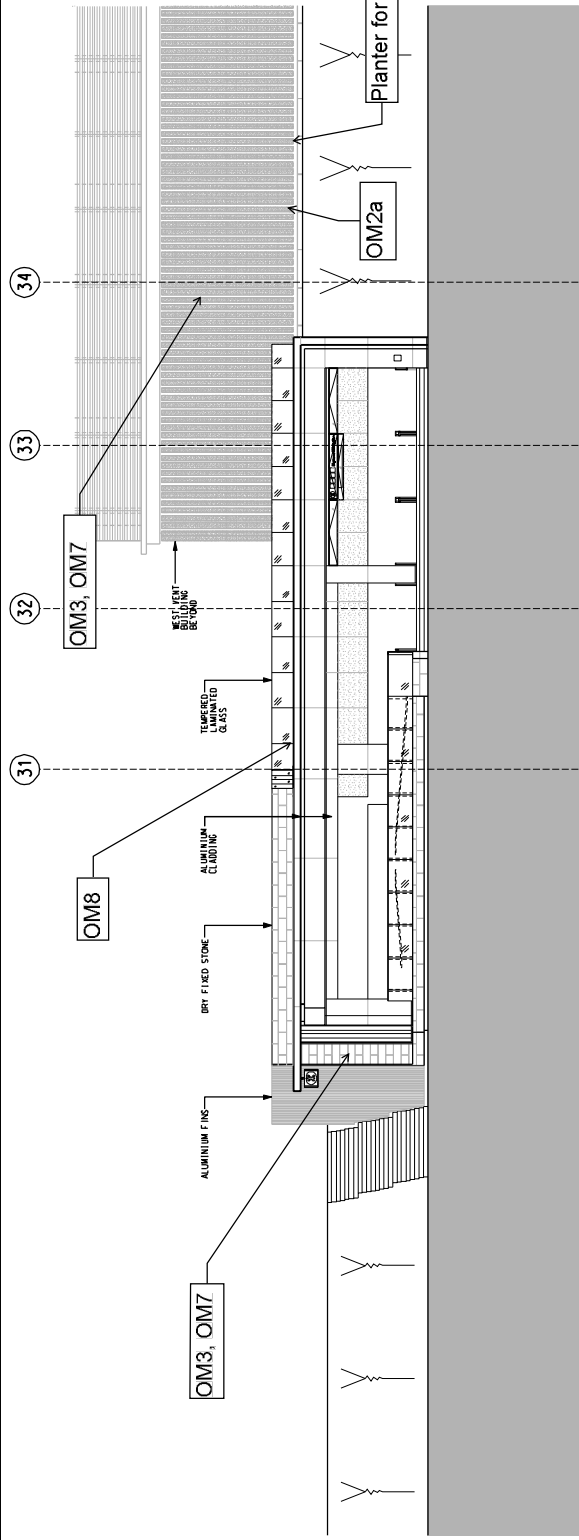 31
32
33
34
OM3, OM7
OM8
ALUMINIUM FINS
DRY FIXED STONE
ALUMINIUM
CLADDING
TEMPERED
LAMINATED
GLASS
WEST VENT
BUILDING
BEYOND
OM3, OM7
OM2a
Planter for